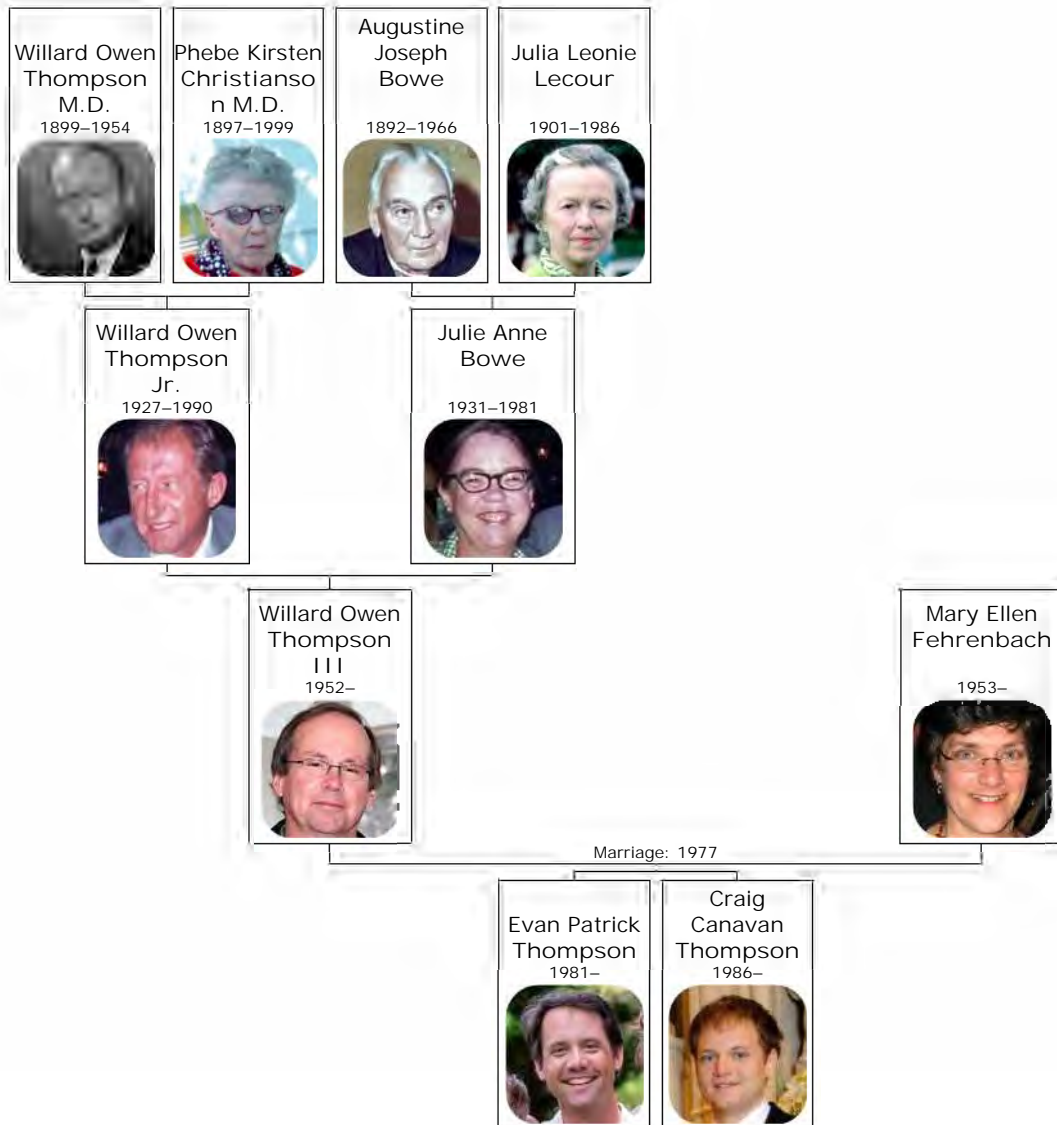 Willard Owen
Thompson
M.D.
1899–1954
Phebe Kirsten
Christianso
n M.D.
1897–1999
Augustine
Joseph
Bowe
1892–1966
Julia Leonie
Lecour
1901–1986
Willard Owen
Thompson
Jr.
1927–1990
Julie Anne
Bowe
1931–1981
Willard Owen
Thompson
III
1952–
Mary Ellen
Fehrenbach
1953–
Marriage: 1977
Evan Patrick
Thompson
1981–
Craig
Canavan
Thompson
1986–